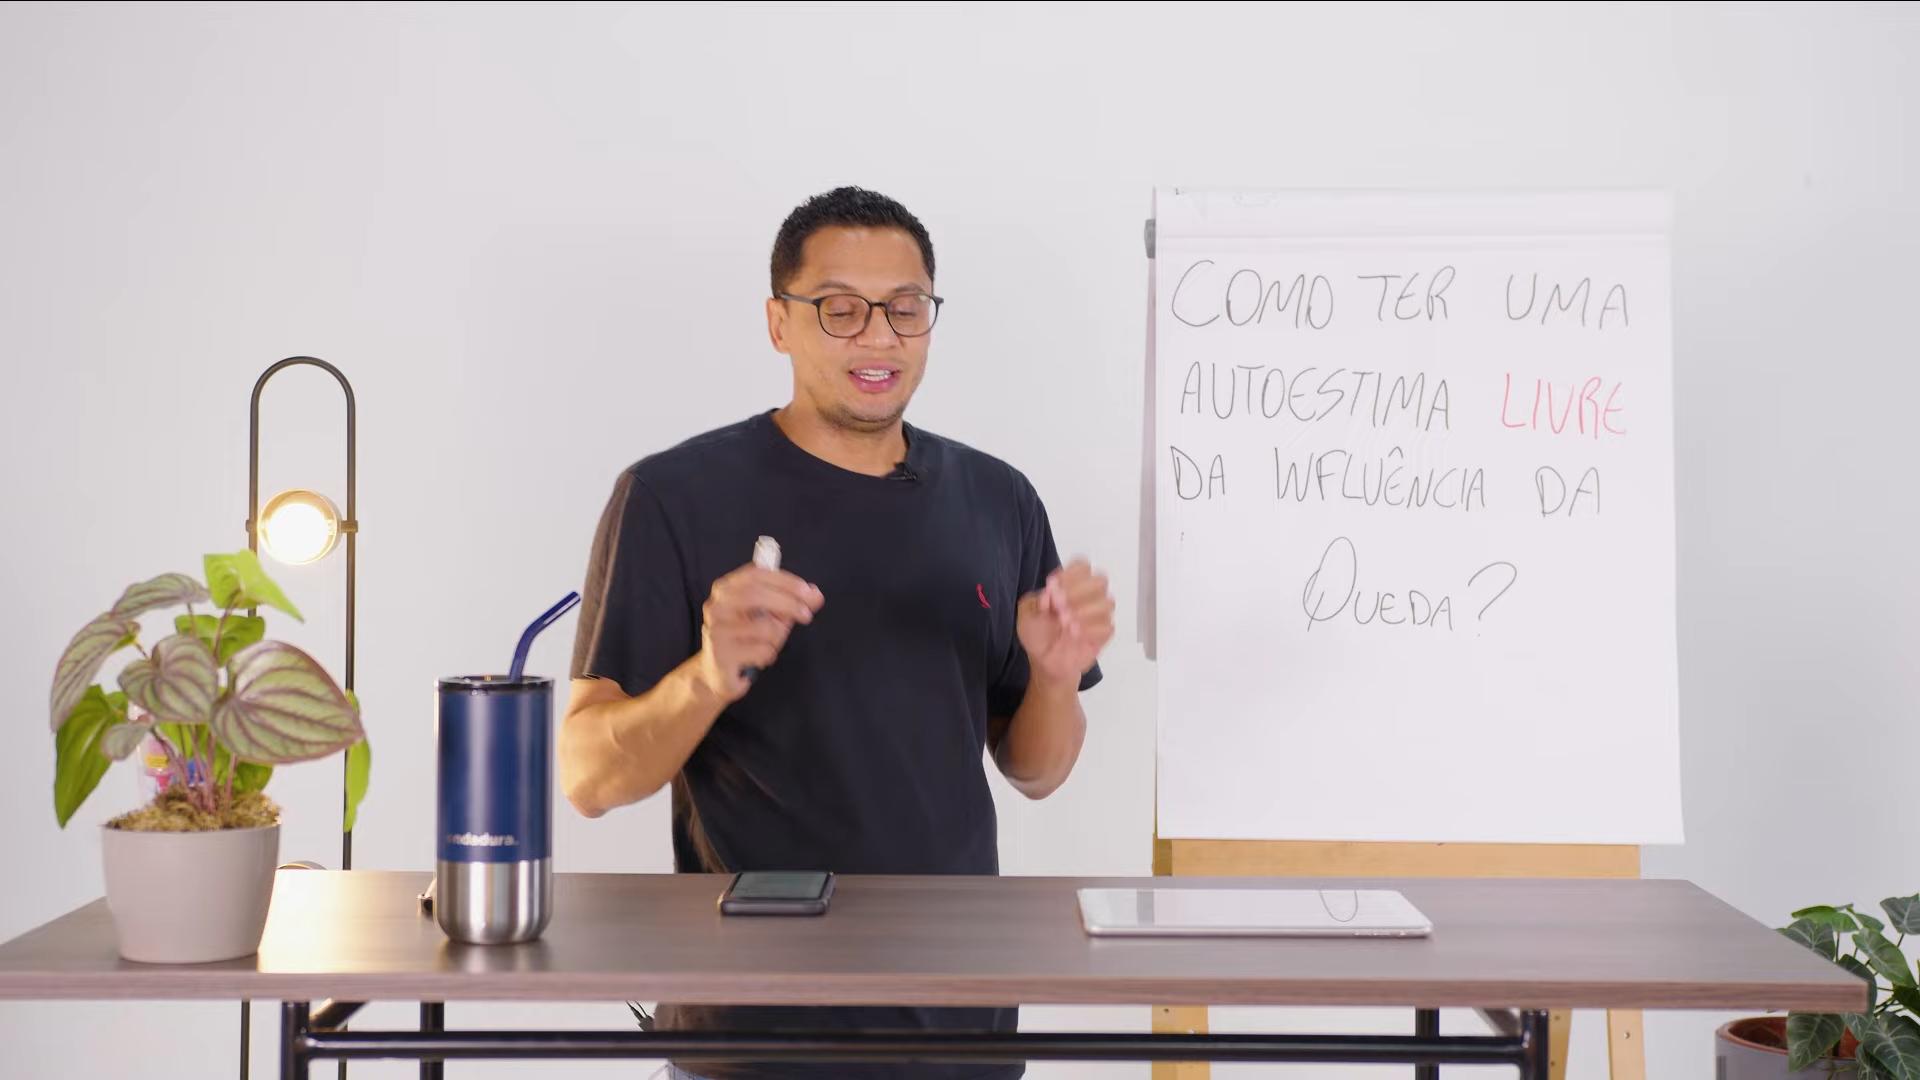 COMO TER UMA
AUTOESTIMA LIVRE
DA INFLUÊNCIA DA
QUEDA?